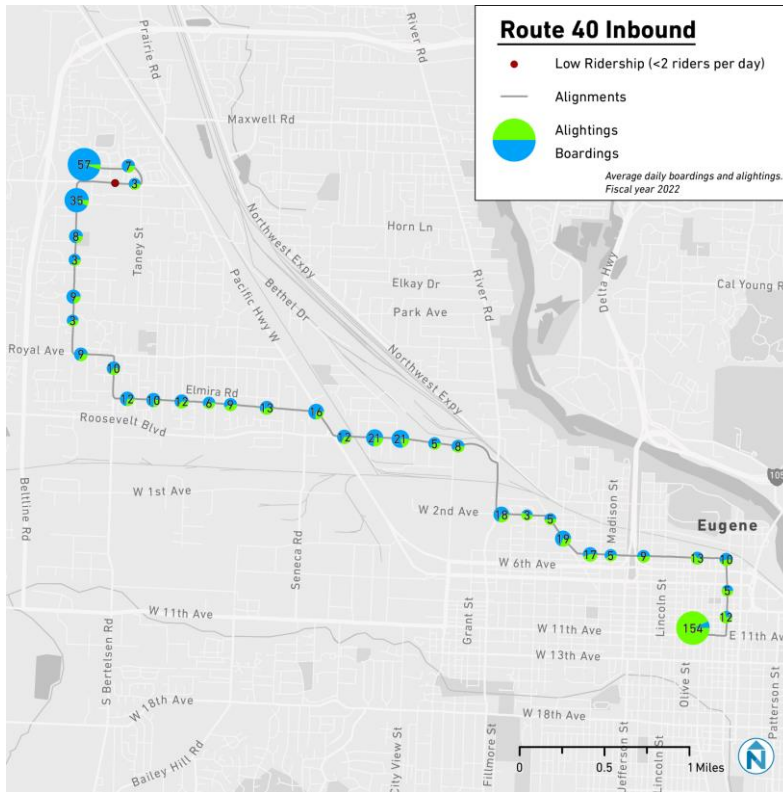 Route 40 Inbound
Low Ridership (<2 riders per day)
Alignments
Alightings
Boardings
Average daily boardings and alightings.
Fiscal year 2022
Prairie Rd
River Rd
Maxwell Rd
57
7
3
35
8
Taney St
3
Northwest Expy
Horn Ln
Delta Hwy
9
Pacific Hwy W
Bethel Dr
Elkay Dr
Cal Young R
3
Park Ave
River Rd
Royal Ave
9
Northwest Expy
10
Elmira Rd
12
10
12
6
9
13
16
Roosevelt Blvd
12
21
21
5
8
105
Beltline Rd
W 1st Ave
W 2nd Ave
18
3
5
Madison St
Eugene
19
Seneca Rd
17
5
9
13
10
W 6th Ave
5
W 11th Ave
Grant St
Lincoln St
12
154
W 11th Ave
E 11th Av
S Bertelsen Rd
W 13th Ave
Olive St
Patterson St
W 18th Ave
W 18th Ave
Bailey Hill Rd
City View St
Fillmore St
Jefferson St
Lincoln St
0
0.5
1 Miles
N